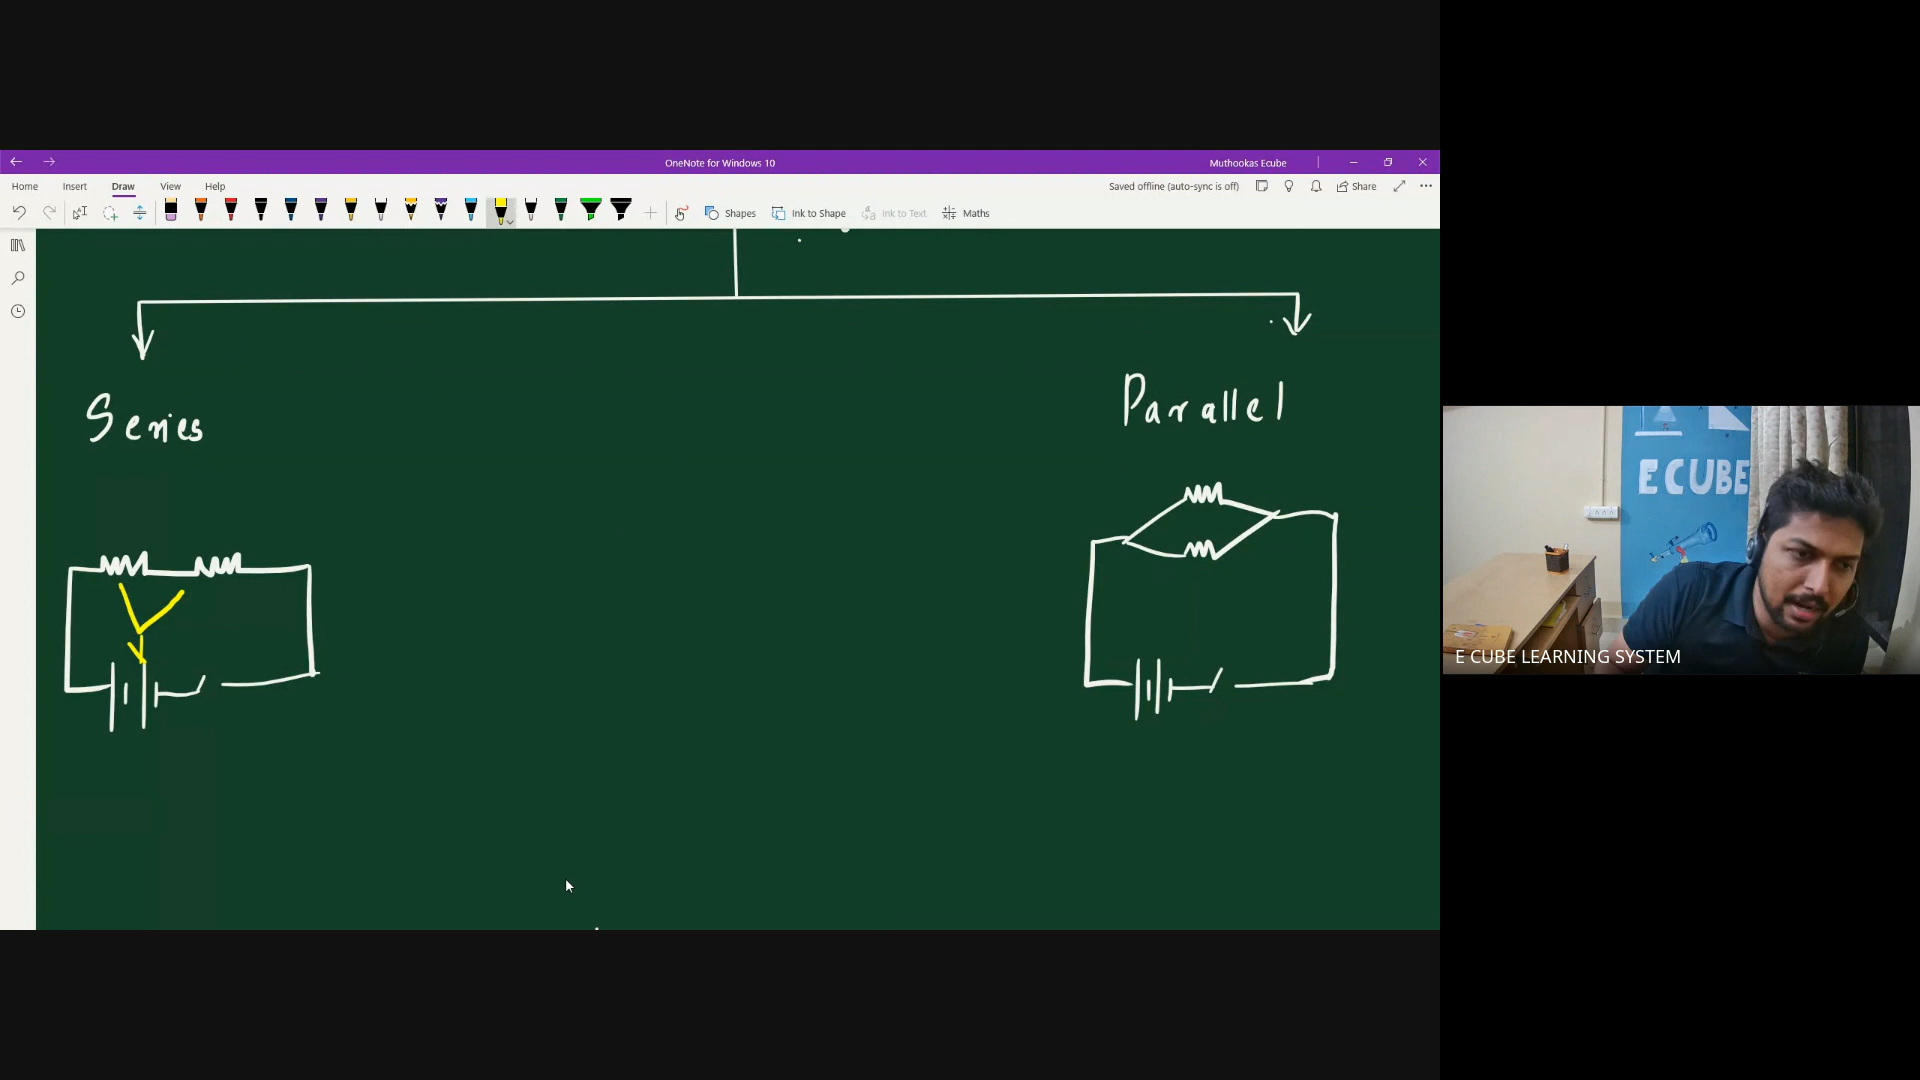 OneNote for Windows 10
Muthookas Ecube
Home Insert Draw View Help
Saved offline (auto-sync is off)
Share
Shapes
Ink to Shape
Ink to Text
Maths
Series
Parallel
E CUBE
E CUBE LEARNING SYSTEM